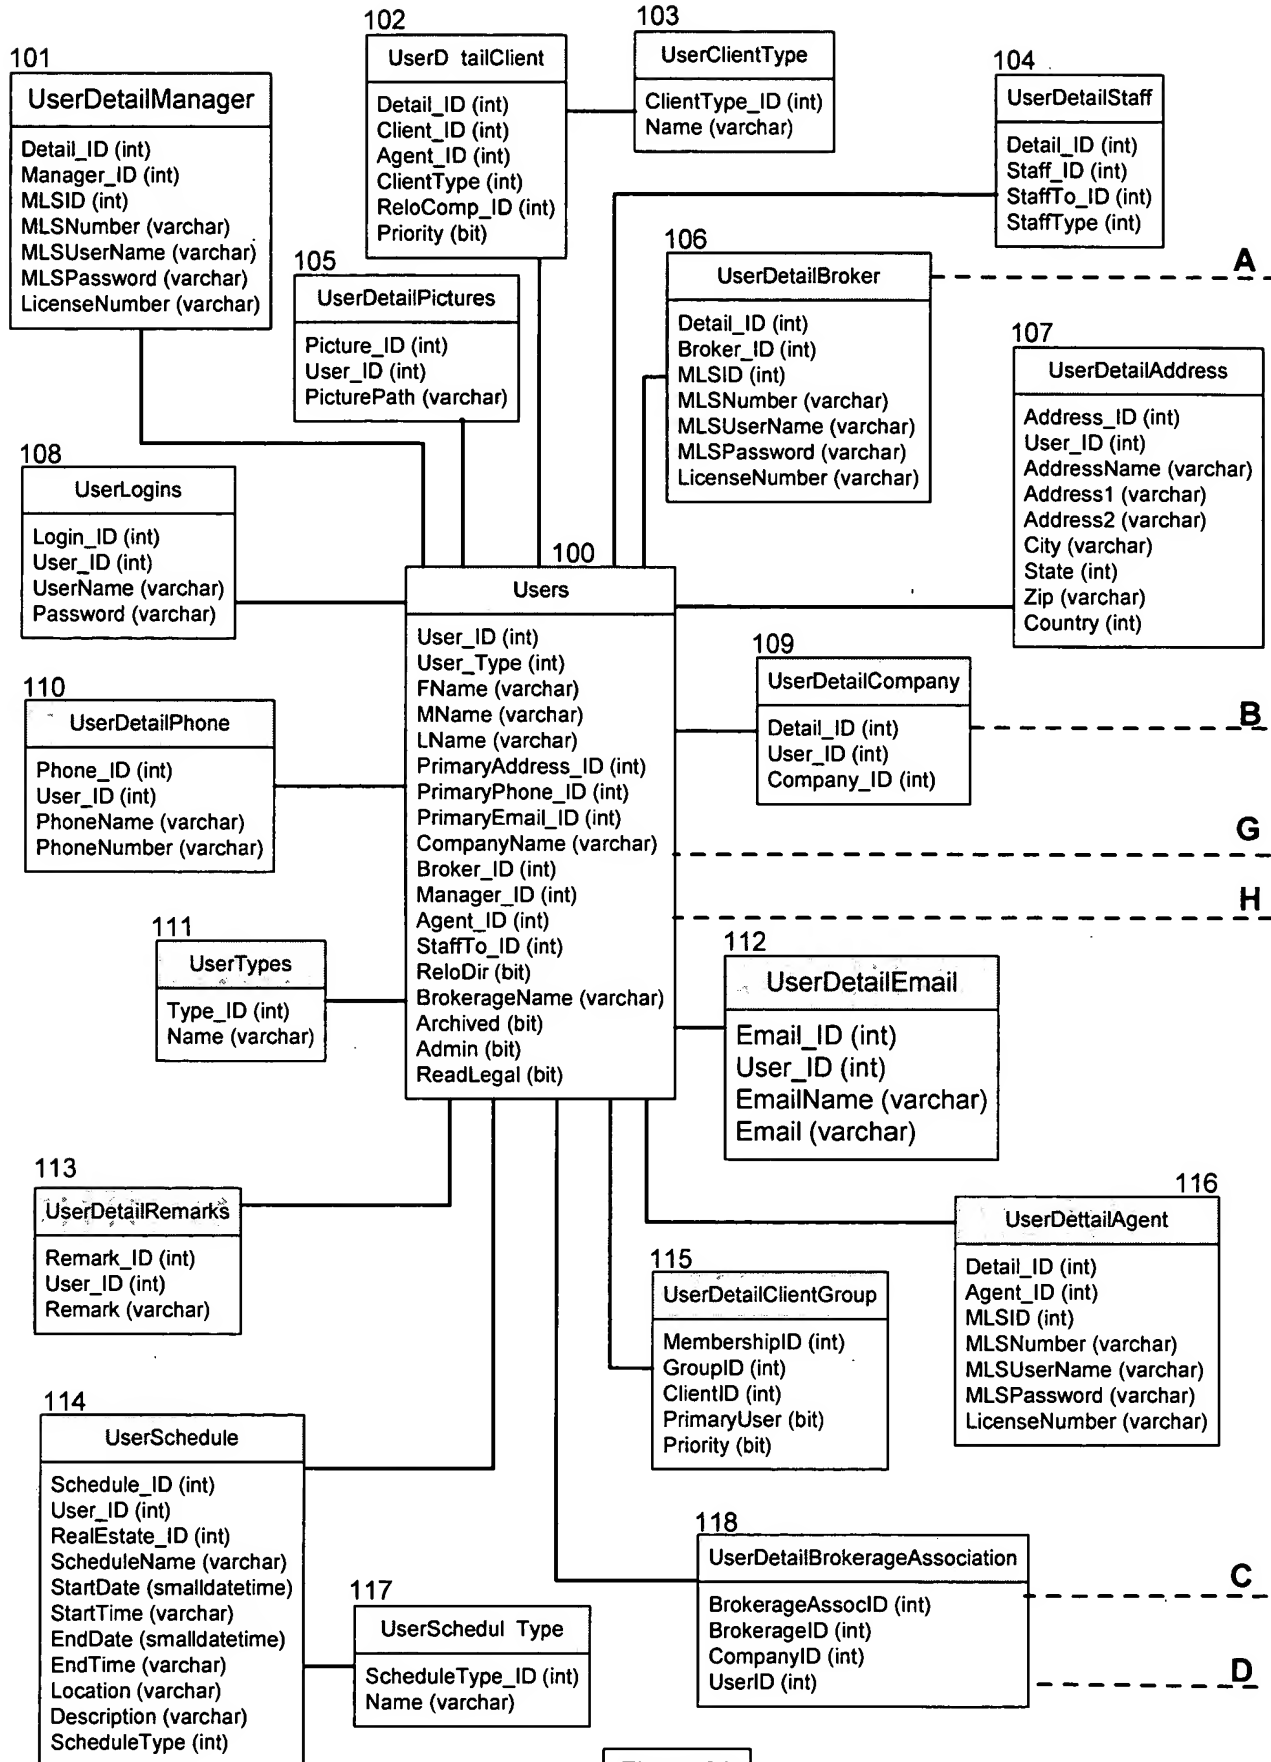 101
UserDetailManager
Detail_ID (int)
Manager_ID (int)
MLSID (int)
MLSNumber (varchar)
MLSUserName (varchar)
MLSPassword (varchar)
LicenseNumber (varchar)
102
UserD tailClient
Detail_ID (int)
Client_ID (int)
Agent_ID (int)
ClientType (int)
ReloComp_ID (int)
Priority (bit)
103
UserClientType
ClientType_ID (int)
Name (varchar)
104
UserDetailStaff
Detail_ID (int)
Staff_ID (int)
StaffTo_ID (int)
StaffType (int)
105
UserDetailPictures
Picture_ID (int)
User_ID (int)
PicturePath (varchar)
106
UserDetailBroker
Detail_ID (int)
Broker_ID (int)
MLSID (int)
MLSNumber (varchar)
MLSUserName (varchar)
MLSPassword (varchar)
LicenseNumber (varchar)
A
107
UserDetailAddress
Address_ID (int)
User_ID (int)
AddressName (varchar)
Address1 (varchar)
Address2 (varchar)
City (varchar)
State (int)
Zip (varchar)
Country (int)
108
UserLogins
Login_ID (int)
User_ID (int)
UserName (varchar)
Password (varchar)
100
Users
User_ID (int)
User_Type (int)
FName (varchar)
MName (varchar)
LName (varchar)
PrimaryAddress_ID (int)
PrimaryPhone_ID (int)
PrimaryEmail_ID (int)
CompanyName (varchar)
Broker_ID (int)
Manager_ID (int)
Agent_ID (int)
StaffTo_ID (int)
ReloDir (bit)
BrokerageName (varchar)
Archived (bit)
Admin (bit)
ReadLegal (bit)
109
UserDetailCompany
Detail_ID (int)
User_ID (int)
Company_ID (int)
B
G
H
110
UserDetailPhone
Phone_ID (int)
User_ID (int)
PhoneName (varchar)
PhoneNumber (varchar)
111
UserTypes
Type_ID (int)
Name (varchar)
112
UserDetailEmail
Email_ID (int)
User_ID (int)
EmailName (varchar)
Email (varchar)
113
UserDetailRemarks
Remark_ID (int)
User_ID (int)
Remark (varchar)
116
UserDettailAgent
Detail_ID (int)
Agent_ID (int)
MLSID (int)
MLSNumber (varchar)
MLSUserName (varchar)
MLSPassword (varchar)
LicenseNumber (varchar)
115
UserDetailClientGroup
MembershipID (int)
GroupID (int)
ClientID (int)
PrimaryUser (bit)
Priority (bit)
114
UserSchedule
Schedule_ID (int)
User_ID (int)
RealEstate_ID (int)
ScheduleName (varchar)
StartDate (smalldatetime)
StartTime (varchar)
EndDate (smalldatetime)
EndTime (varchar)
Location (varchar)
Description (varchar)
ScheduleType (int)
117
UserSchedul Type
ScheduleType_ID (int)
Name (varchar)
118
UserDetailBrokerageAssociation
BrokerageAssocID (int)
BrokerageID (int)
CompanyID (int)
UserID (int)
C
D